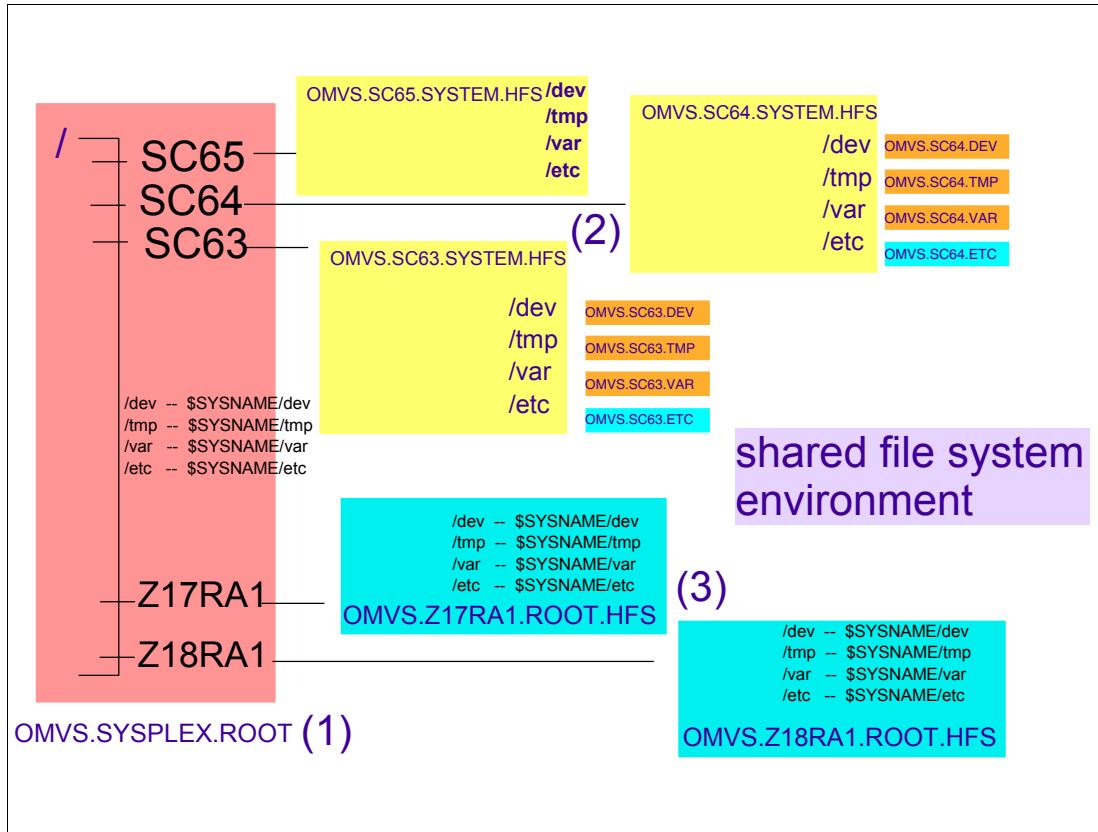 OMVS.SC65.SYSTEM.HFS /dev
/tmp
/var
/etc
OMVS.SC64.SYSTEM.HFS
/dev OMVS.SC64.DEV
/tmp OMVS.SC64.TMP
/var OMVS.SC64.VAR
/etc OMVS.SC64.ETC
/
SC65
SC64
SC63
(2)
OMVS.SC63.SYSTEM.HFS
/dev OMVS.SC63.DEV
/tmp OMVS.SC63.TMP
/var OMVS.SC63.VAR
/etc OMVS.SC63.ETC
/dev -- $SYSNAME/dev
/tmp -- $SYSNAME/tmp
/var -- $SYSNAME/var
/etc -- $SYSNAME/etc
shared file system
environment
/dev -- $SYSNAME/dev
/tmp -- $SYSNAME/tmp
/var -- $SYSNAME/var
/etc -- $SYSNAME/etc
OMVS.Z17RA1.ROOT.HFS
(3)
Z17RA1
Z18RA1
/dev -- $SYSNAME/dev
/tmp -- $SYSNAME/tmp
/var -- $SYSNAME/var
/etc -- $SYSNAME/etc
OMVS.Z18RA1.ROOT.HFS
OMVS.SYSPLEX.ROOT (1)